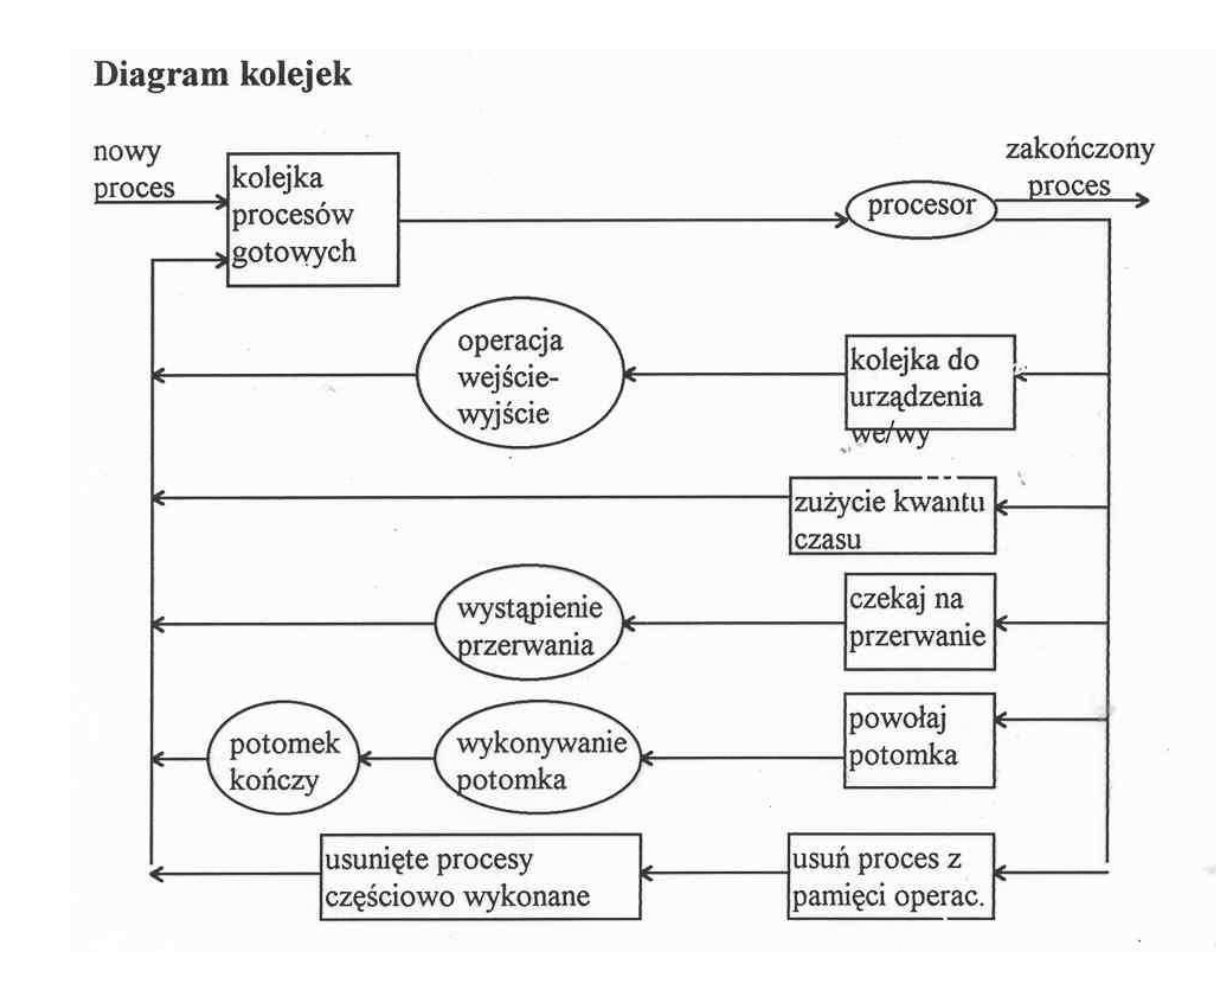 Diagram kolejek
nowy
proces
kolejka
procesów
gotowych
procesor
zakończony
proces
operacja
wejście-
wyjście
kolejka do
urządzenia
we/wy
zużycie kwantu
czasu
wystąpienie
przerwania
czekaj na
przerwanie
potomek
kończy
wykonywanie
potomka
powołaj
potomka
usunięte procesy
częściowo wykonane
usuń proces z
pamięci operac.